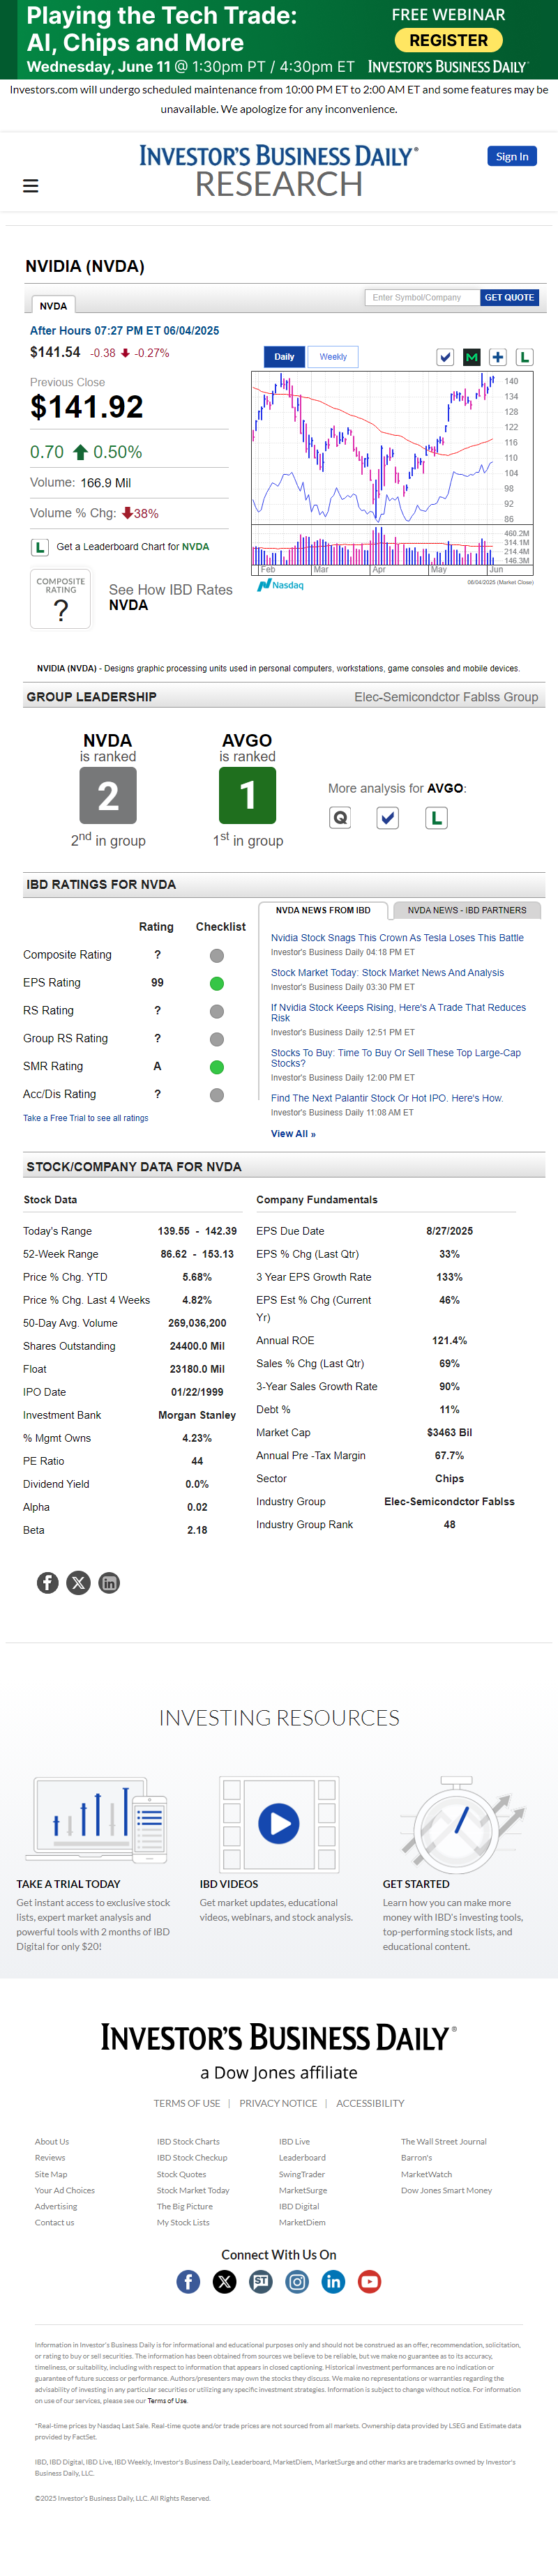 Playing the Tech Trade:
AI, Chips and More
Wednesday, June 11 @ 1:30pm PT / 4:30pm ET
FREE WEBINAR
REGISTER
INVESTOR'S BUSINESS DAILY
Investors.com will undergo scheduled maintenance from 10:00 PM ET to 2:00 AM ET and some features may be
unavailable. We apologize for any inconvenience.
INVESTOR'S BUSINESS DAILY®
RESEARCH
Sign In
NVIDIA (NVDA)
NVDA
Enter Symbol/Company
GET QUOTE
After Hours 07:27 PM ET 06/04/2025
$141.54 -0.38 -0.27%
Previous Close
$141.92
0.70 0.50%
Volume: 166.9 Mil
Volume % Chg: 38%
L Get a Leaderboard Chart for NVDA
COMPOSITE
RATING
?
See How IBD Rates
NVDA
Daily
Weekly
M
L
140
134
128
122
116
110
104
98
92
86
460.2M
314.1M
214.4M
146.3M
Feb Mar Apr May Jun
Nasdaq
06/04/2025 (Market Close)
NVIDIA (NVDA) - Designs graphic processing units used in personal computers, workstations, game consoles and mobile devices.
GROUP LEADERSHIP
Elec-Semicondctor Fablss Group
NVDA
is ranked
2
2nd in group
AVGO
is ranked
1
1st in group
More analysis for AVGO:
Q
L
IBD RATINGS FOR NVDA
Rating Checklist
Composite Rating ?
EPS Rating 99
RS Rating ?
Group RS Rating ?
SMR Rating A
Acc/Dis Rating ?
Take a Free Trial to see all ratings
NVDA NEWS FROM IBD
NVDA NEWS - IBD PARTNERS
Nvidia Stock Snags This Crown As Tesla Loses This Battle
Investor's Business Daily 04:18 PM ET
Stock Market Today: Stock Market News And Analysis
Investor's Business Daily 03:30 PM ET
If Nvidia Stock Keeps Rising, Here's A Trade That Reduces
Risk
Investor's Business Daily 12:51 PM ET
Stocks To Buy: Time To Buy Or Sell These Top Large-Cap
Stocks?
Investor's Business Daily 12:00 PM ET
Find The Next Palantir Stock Or Hot IPO. Here's How.
Investor's Business Daily 11:08 AM ET
View All »
STOCK/COMPANY DATA FOR NVDA
Stock Data
Today's Range 139.55 - 142.39
52-Week Range 86.62 - 153.13
Price % Chg. YTD 5.68%
Price % Chg. Last 4 Weeks 4.82%
50-Day Avg. Volume 269,036,200
Shares Outstanding 24400.0 Mil
Float 23180.0 Mil
IPO Date 01/22/1999
Investment Bank Morgan Stanley
% Mgmt Owns 4.23%
PE Ratio 44
Dividend Yield 0.0%
Alpha 0.02
Beta 2.18
Company Fundamentals
EPS Due Date 8/27/2025
EPS % Chg (Last Qtr) 33%
3 Year EPS Growth Rate 133%
EPS Est % Chg (Current 46%
Yr)
Annual ROE 121.4%
Sales % Chg (Last Qtr) 69%
3-Year Sales Growth Rate 90%
Debt % 11%
Market Cap $3463 Bil
Annual Pre -Tax Margin 67.7%
Sector Chips
Industry Group Elec-Semicondctor Fablss
Industry Group Rank 48
INVESTING RESOURCES
TAKE A TRIAL TODAY
Get instant access to exclusive stock
lists, expert market analysis and
powerful tools with 2 months of IBD
Digital for only $20!
IBD VIDEOS
Get market updates, educational
videos, webinars, and stock analysis.
GET STARTED
Learn how you can make more
money with IBD's investing tools,
top-performing stock lists, and
educational content.
INVESTOR'S BUSINESS DAILY®
a Dow Jones affiliate
TERMS OF USE | PRIVACY NOTICE | ACCESSIBILITY
About Us
Reviews
Site Map
Your Ad Choices
Advertising
Contact us
IBD Stock Charts
IBD Stock Checkup
Stock Quotes
Stock Market Today
The Big Picture
My Stock Lists
IBD Live
Leaderboard
SwingTrader
MarketSurge
IBD Digital
MarketDiem
The Wall Street Journal
Barron's
MarketWatch
Dow Jones Smart Money
Connect With Us On
ST
Information in Investor's Business Daily is for informational and educational purposes only and should not be construed as an offer, recommendation, solicitation,
or rating to buy or sell securities. The information has been obtained from sources we believe to be reliable, but we make no guarantee as to its accuracy,
timeliness, or suitability, including with respect to information that appears in closed captioning. Historical investment performances are no indication or
guarantee of future success or performance. Authors/presenters may own the stocks they discuss. We make no representations or warranties regarding the
advisability of investing in any particular securities or utilizing any specific investment strategies. Information is subject to change without notice. For information
on use of our services, please see our Terms of Use.
*Real-time prices by Nasdaq Last Sale. Real-time quote and/or trade prices are not sourced from all markets. Ownership data provided by LSEG and Estimate data
provided by FactSet.
IBD, IBD Digital, IBD Live, IBD Weekly, Investor's Business Daily, Leaderboard, MarketDiem, MarketSurge and other marks are trademarks owned by Investor's
Business Daily, LLC.
©2025 Investor's Business Daily, LLC. All Rights Reserved.